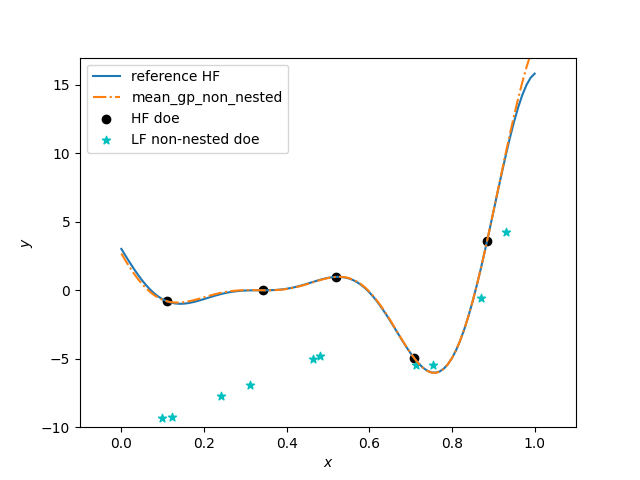 reference HF
mean_gp_non_nested
HF doe
LF non-nested doe
15
10
5
0
−5
−10
y
0.0 0.2 0.4 0.6 0.8 1.0
x